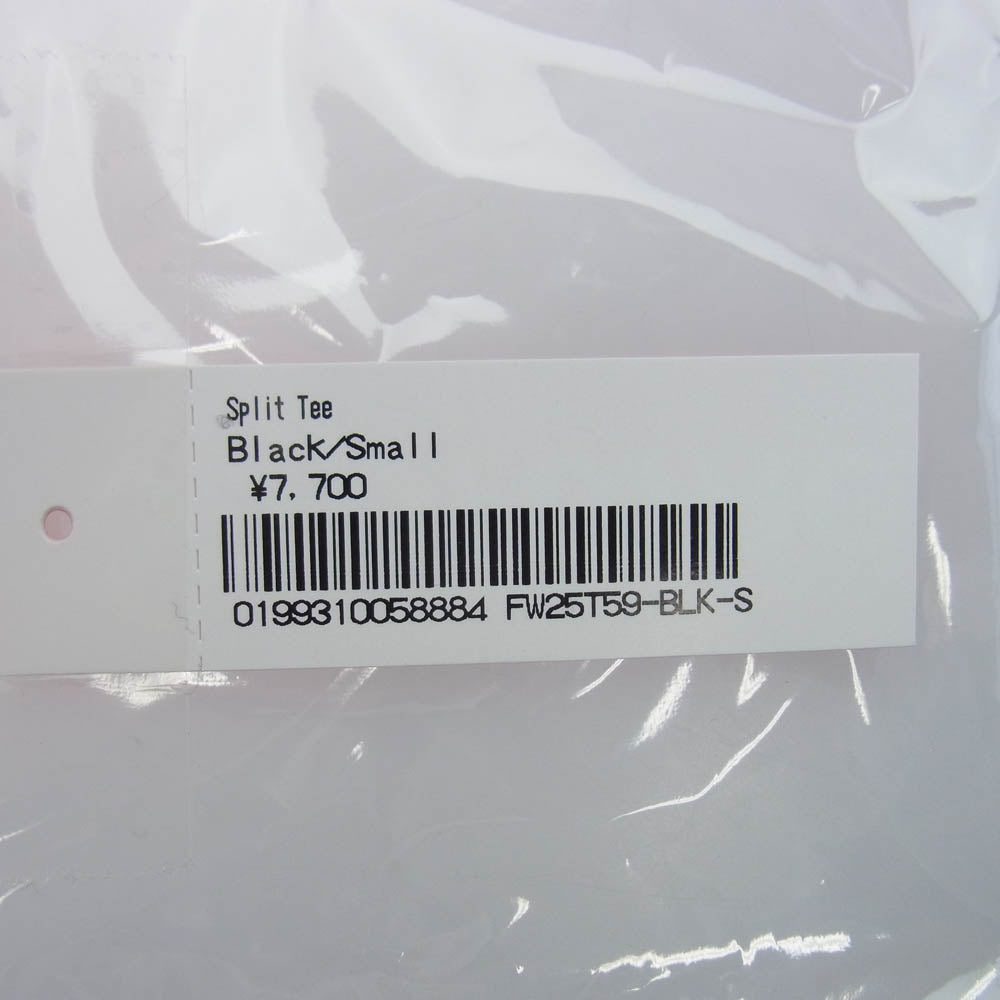 Split Tee
Black/Small
¥7,700
0199310058884 FW25T59-BLK-S